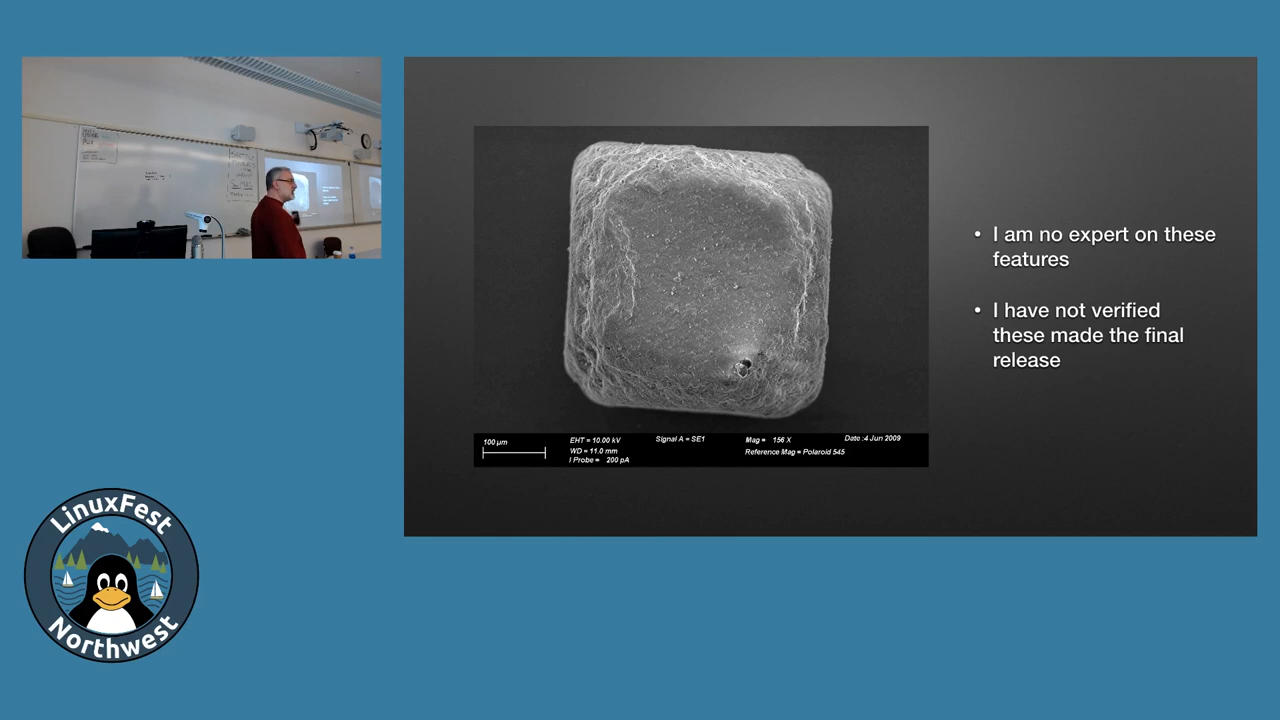 • I am no expert on these
features
• I have not verified
these made the final
release
100 µm
EHT = 10.00 kV
WD = 11.0 mm
I Probe = 200 pA
Signal A = SE1
Mag = 156 X
Reference Mag = Polaroid 545
Date :4 Jun 2009
LinuxFest
Northwest